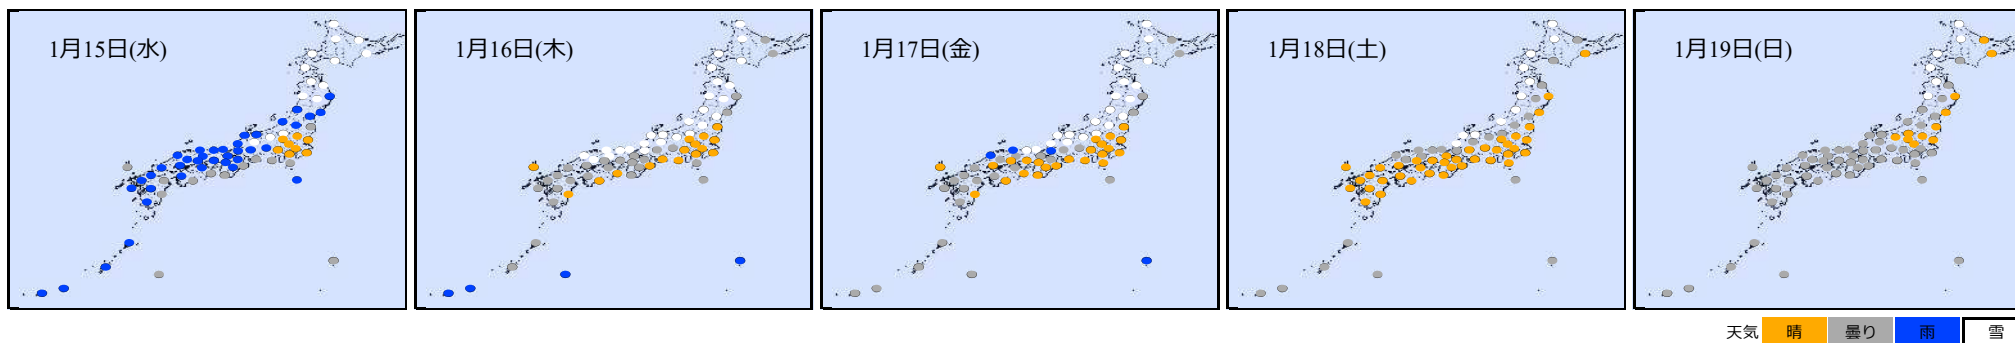 1月15日(水)
1月16日(木)
1月17日(金)
1月18日(土)
1月19日(日)
天気 晴 曇り 雨 雪